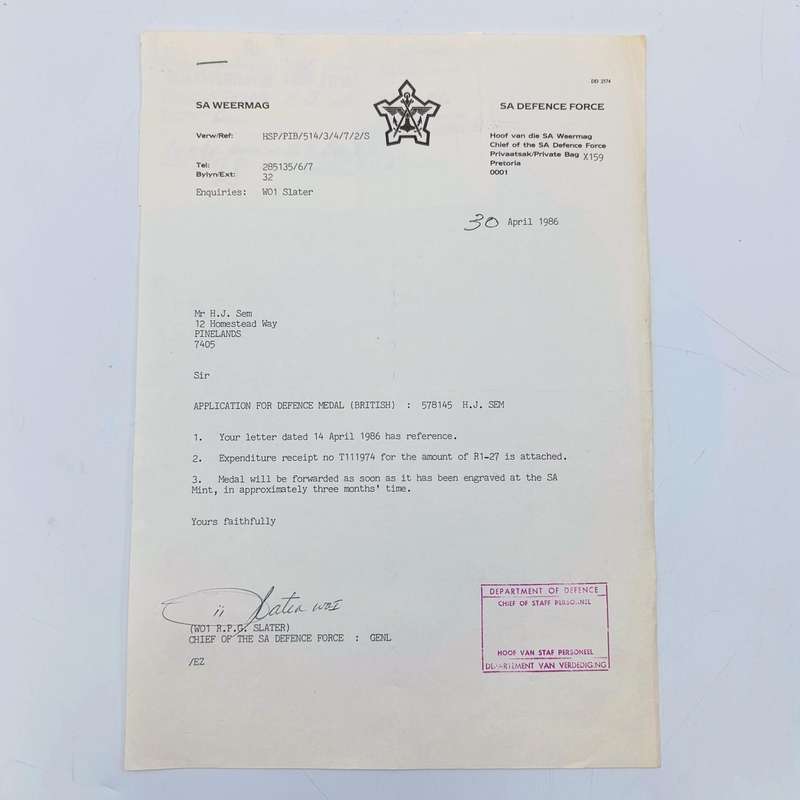 DD 2174
SA WEERMAG
SA DEFENCE FORCE
Verw/Ref: HSP/PIB/514/3/4/7/2/S
Tel: 285135/6/7
Bylyn/Ext: 32
Enquiries: WO1 Slater
Hoof van die SA Weermag
Chief of the SA Defence Force
Privaatsak/Private Bag X159
Pretoria
0001
30 April 1986
Mr H.J. Sem
12 Homestead Way
PINELANDS
7405
Sir
APPLICATION FOR DEFENCE MEDAL (BRITISH) : 578145 H.J. SEM
1. Your letter dated 14 April 1986 has reference.
2. Expenditure receipt no T111974 for the amount of R1-27 is attached.
3. Medal will be forwarded as soon as it has been engraved at the SA
Mint, in approximately three months' time.
Yours faithfully
Slater WO1
(WO1 R.P.G. SLATER)
CHIEF OF THE SA DEFENCE FORCE : GENL
/EZ
DEPARTMENT OF DEFENCE
CHIEF OF STAFF PERSONNEL
HOOF VAN STAF PERSONEEL
DEPARTEMENT VAN VERDEDIGING